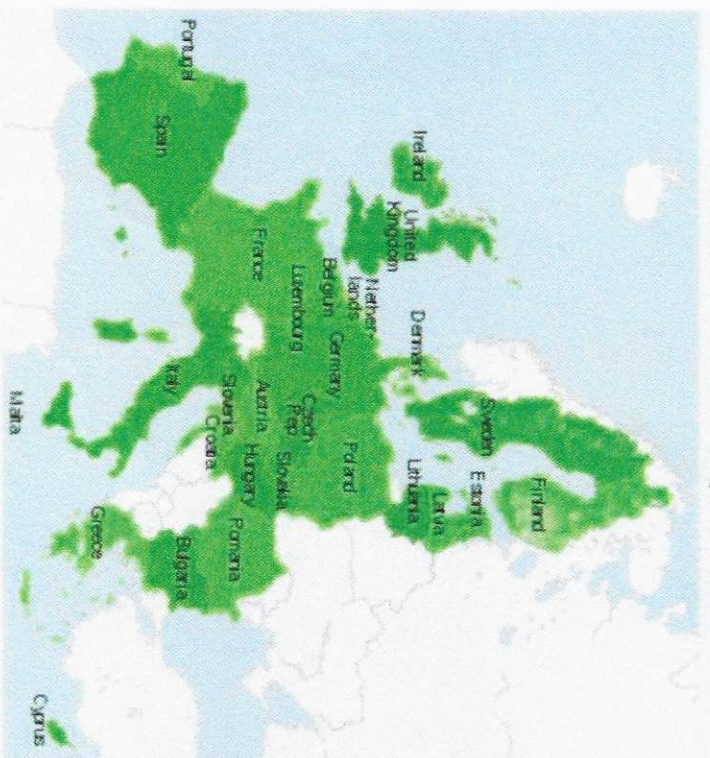 Finland
Sweden
Estonia
Latvia
Ireland
Denmark
Lithuania
United
Kingdom
Nether-
lands
Poland
Germany
Belgium
Czech
Rep
Luxembourg
Slovakia
Austria
France
Hungary
Romania
Slovenia
Croatia
Portugal
Bulgaria
Italy
Spain
Greece
Cyprus
Malta